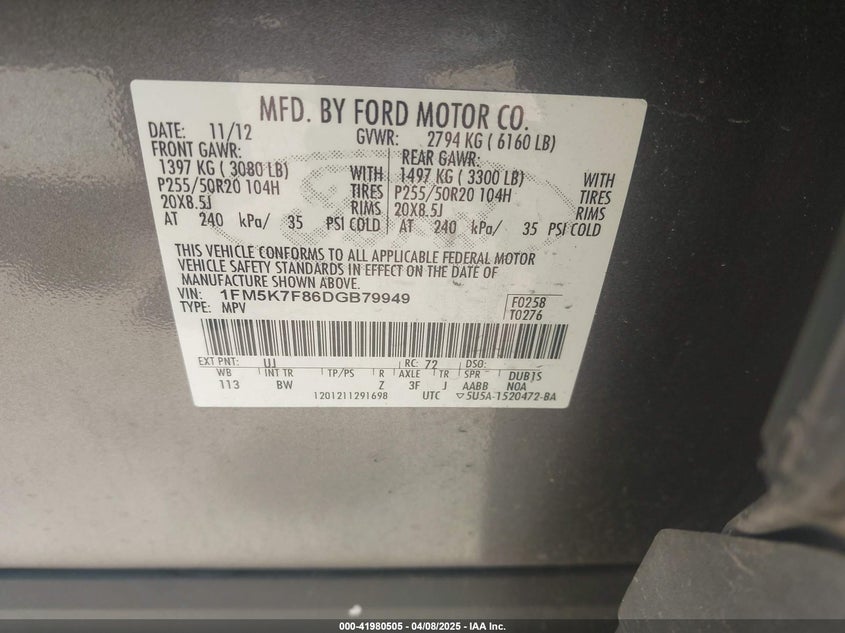 MFD. BY FORD MOTOR CO.
DATE: 11/12 GVWR: 2794 KG ( 6160 LB)
FRONT GAWR: REAR GAWR:
1397 KG ( 3080 LB) WITH 1497 KG ( 3300 LB) WITH
P255/50R20 104H TIRES P255/50R20 104H TIRES
20X8.5J RIMS 20X8.5J RIMS
AT 240 kPa/ 35 PSI COLD AT 240 kPa/ 35 PSI COLD
THIS VEHICLE CONFORMS TO ALL APPLICABLE FEDERAL MOTOR
VEHICLE SAFETY STANDARDS IN EFFECT ON THE DATE OF
MANUFACTURE SHOWN ABOVE.
VIN: 1FM5K7F86DGB79949 F0258
TYPE: MPV T0276
EXT PNT: UJ RC: 72 DSO:
WB INT TR TP/PS R AXLE TR SPR DUBJS
113 BW Z 3F J AABB NOA
1201211291698 UTC ▽5U5A-1520472-BA
000-41980505 - 04/08/2025 - IAA Inc.